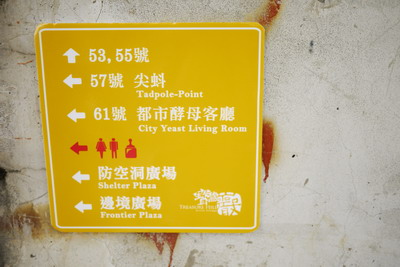 53,55號
57號 尖蚪
Tadpole-Point
61號 都市酵母客廳
City Yeast Living Room
防空洞廣場
Shelter Plaza
邊境廣場
Frontier Plaza